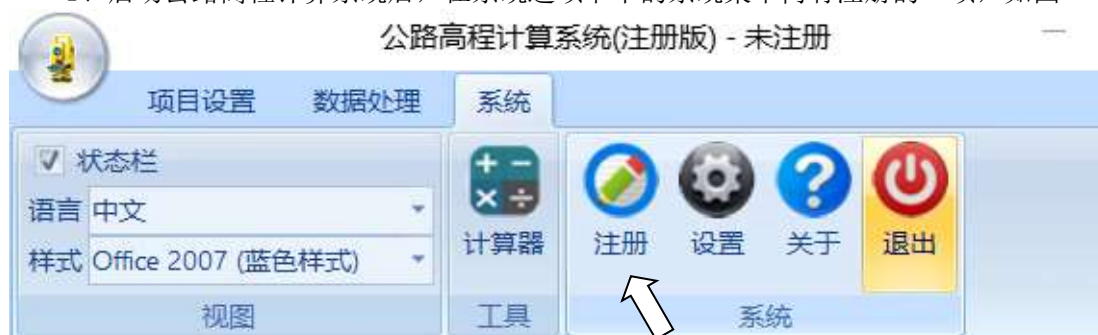 公路高程计算系统(注册版) - 未注册
项目设置 数据处理 系统
状态栏
语言 中文
样式 Office 2007 (蓝色样式)
计算器 注册 设置 关于 退出
视图 工具 系统